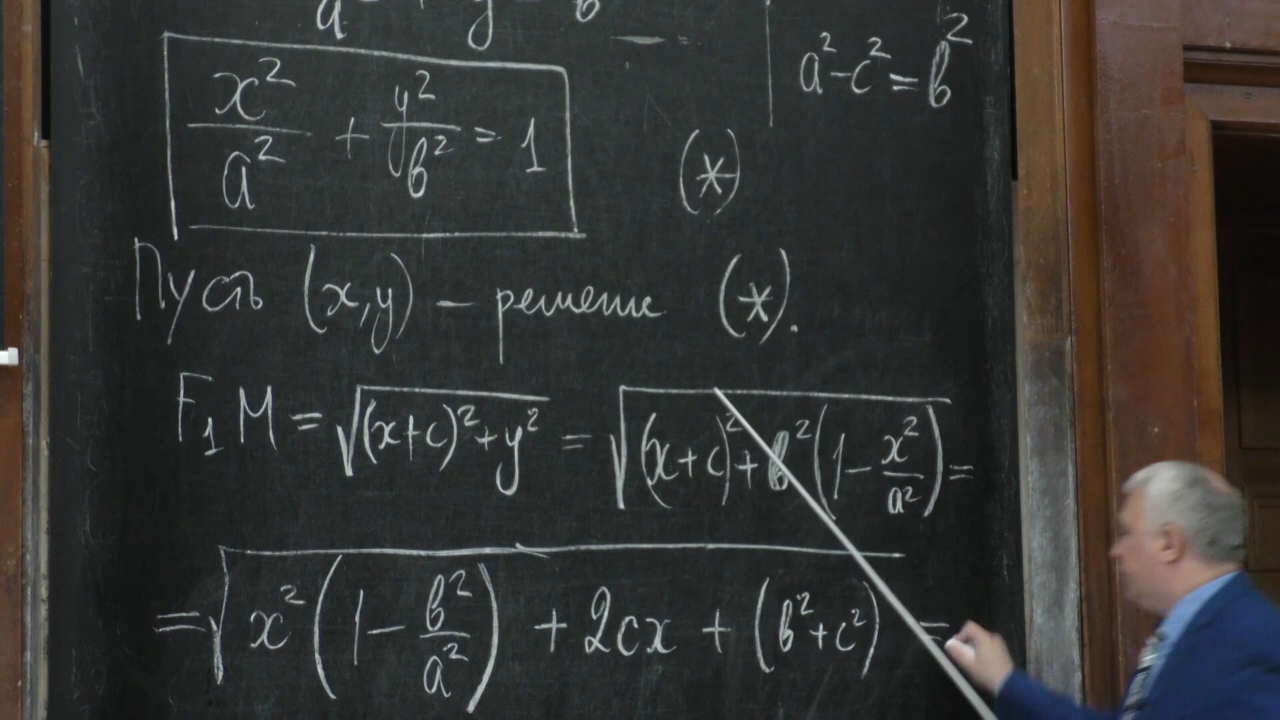 a² - c² = b²
x²/a² + y²/b² = 1 (*)
Пусть (x,y) – решение (*).
F₁M = √((x+c)² + y²) = √((x+c)² + b²(1 - x²/a²)) =
= √(x²(1 - b²/a²) + 2cx + (b² + c²)) =